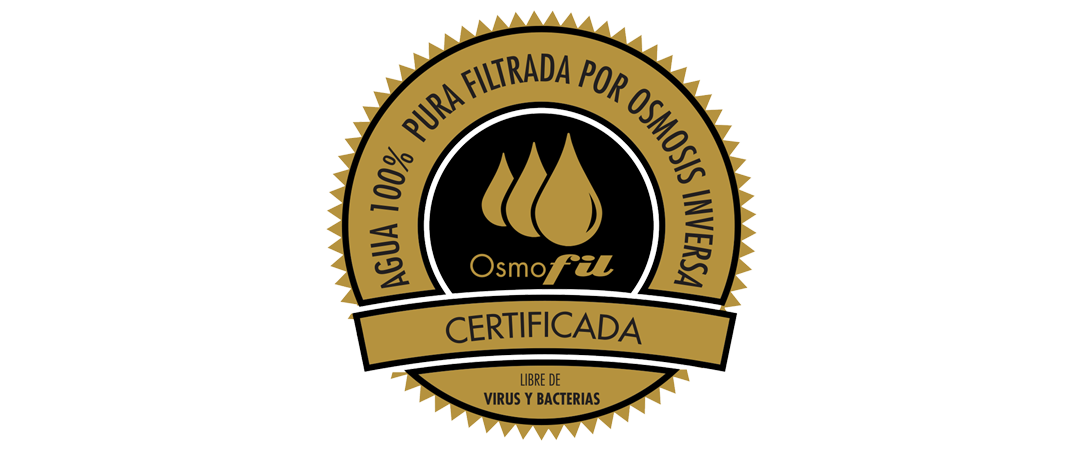 AGUA 100% PURA FILTRADA POR OSMOSIS INVERSA
Osmofil
CERTIFICADA
LIBRE DE
VIRUS Y BACTERIAS